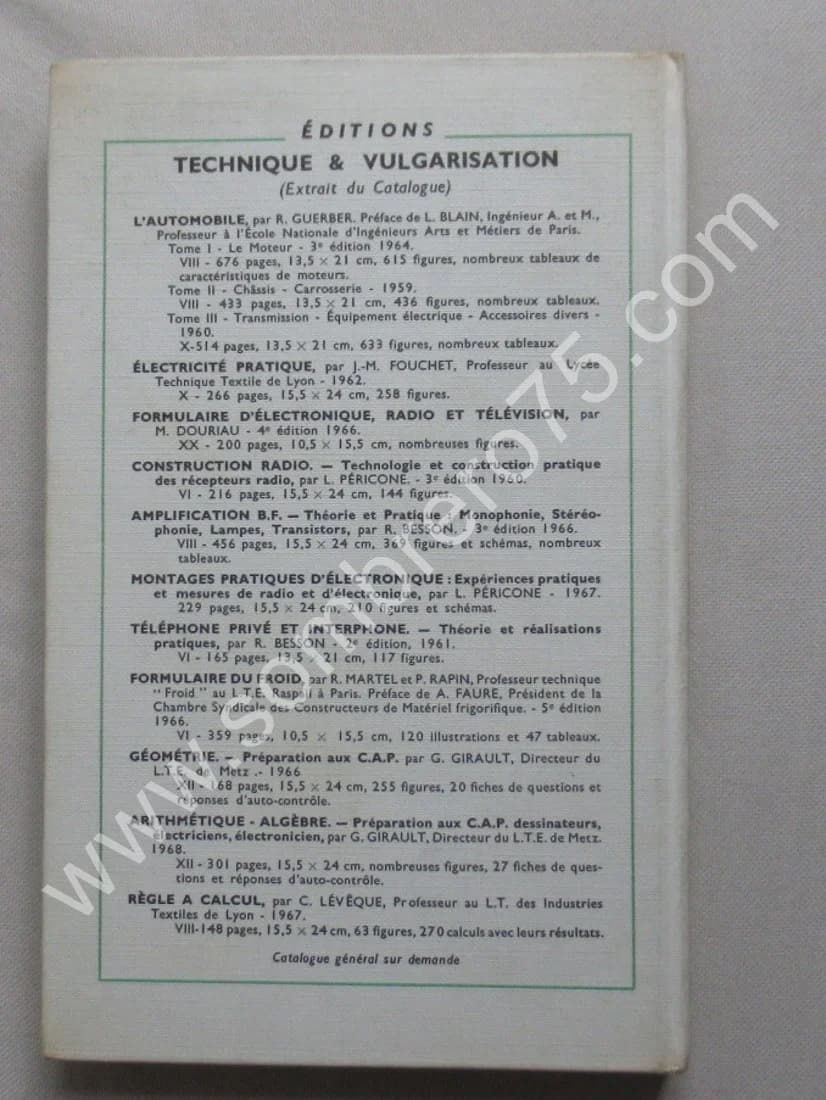 ÉDITIONS
TECHNIQUE & VULGARISATION
(Extrait du Catalogue)
L'AUTOMOBILE, par R. GUERBER. Préface de L. BLAIN, Ingénieur A. et M.,
Professeur à l'École Nationale d'Ingénieurs Arts et Métiers de Paris.
Tome I - Le Moteur - 3e édition 1964.
VIII - 676 pages, 13,5 × 21 cm, 615 figures, nombreux tableaux de
caractéristiques de moteurs.
Tome II - Châssis - Carrosserie - 1959.
VIII - 433 pages, 13,5 × 21 cm, 436 figures, nombreux tableaux.
Tome III - Transmission - Équipement électrique - Accessoires divers -
1960.
X-514 pages, 13,5 × 21 cm, 633 figures, nombreux tableaux.
ÉLECTRICITÉ PRATIQUE, par J.-M. FOUCHET, Professeur au Lycée
Technique Textile de Lyon - 1962.
X - 266 pages, 15,5 × 24 cm, 258 figures.
FORMULAIRE D'ÉLECTRONIQUE, RADIO ET TÉLÉVISION, par
M. DOURIAU - 4e édition 1966.
XX - 200 pages, 10,5 × 15,5 cm, nombreuses figures.
CONSTRUCTION RADIO. — Technologie et construction pratique
des récepteurs radio, par L. PÉRICONE. - 3e édition 1960.
VI - 216 pages, 15,5 × 24 cm, 144 figures.
AMPLIFICATION B.F. — Théorie et Pratique : Monophonie, Stéréo-
phonie, Lampes, Transistors, par R. BESSON. - 3e édition 1966.
VIII - 456 pages, 15,5 × 24 cm, 369 figures et schémas, nombreux
tableaux.
MONTAGES PRATIQUES D'ÉLECTRONIQUE : Expériences pratiques
et mesures de radio et d'électronique, par L. PÉRICONE - 1967.
229 pages, 15,5 × 24 cm, 210 figures et schémas.
TÉLÉPHONE PRIVÉ ET INTERPHONE. — Théorie et réalisations
pratiques, par R. BESSON - 2e édition, 1961.
VI - 165 pages, 13,5 × 21 cm, 117 figures.
FORMULAIRE DU FROID, par R. MARTEL et P. RAPIN, Professeur technique
"Froid" au L.T.E. Raspail à Paris. Préface de A. FAURE, Président de la
Chambre Syndicale des Constructeurs de Matériel frigorifique. - 5e édition
1966.
VI - 359 pages, 10,5 × 15,5 cm, 120 illustrations et 47 tableaux.
GÉOMÉTRIE. — Préparation aux C.A.P. par G. GIRAULT, Directeur du
L.T.E. de Metz .- 1966
XII - 168 pages, 15,5 × 24 cm, 255 figures, 20 fiches de questions et
réponses d'auto-contrôle.
ARITHMÉTIQUE - ALGÈBRE. — Préparation aux C.A.P. dessinateurs,
électriciens, électronicien, par G. GIRAULT, Directeur du L.T.E. de Metz.
1968.
XII - 301 pages, 15,5 × 24 cm, nombreuses figures, 27 fiches de ques-
tions et réponses d'auto-contrôle.
RÈGLE A CALCUL, par C. LÉVÊQUE, Professeur au L.T. des Industries
Textiles de Lyon - 1967.
VIII-148 pages, 15,5 × 24 cm, 63 figures, 270 calculs avec leurs résultats.
Catalogue général sur demande
www.sombrero75.com